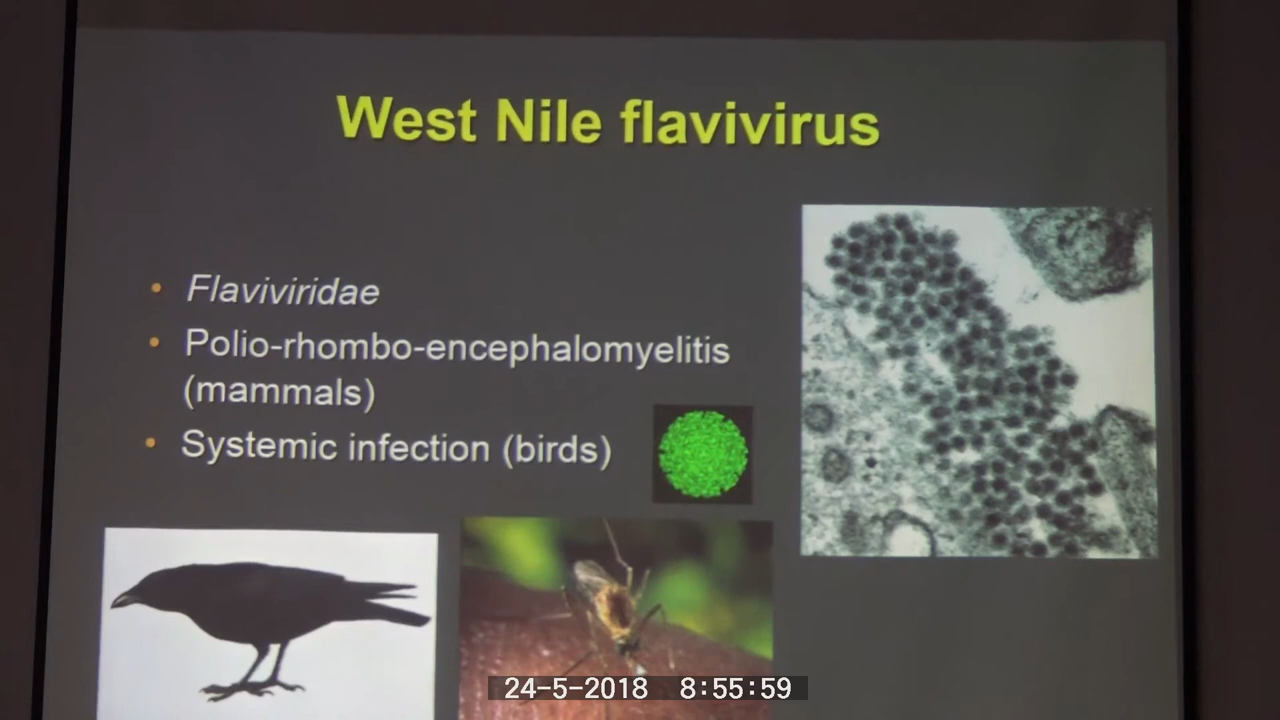 West Nile flavivirus
• Flaviviridae
• Polio-rhombo-encephalomyelitis
(mammals)
• Systemic infection (birds)
24-5-2018 8:55:59